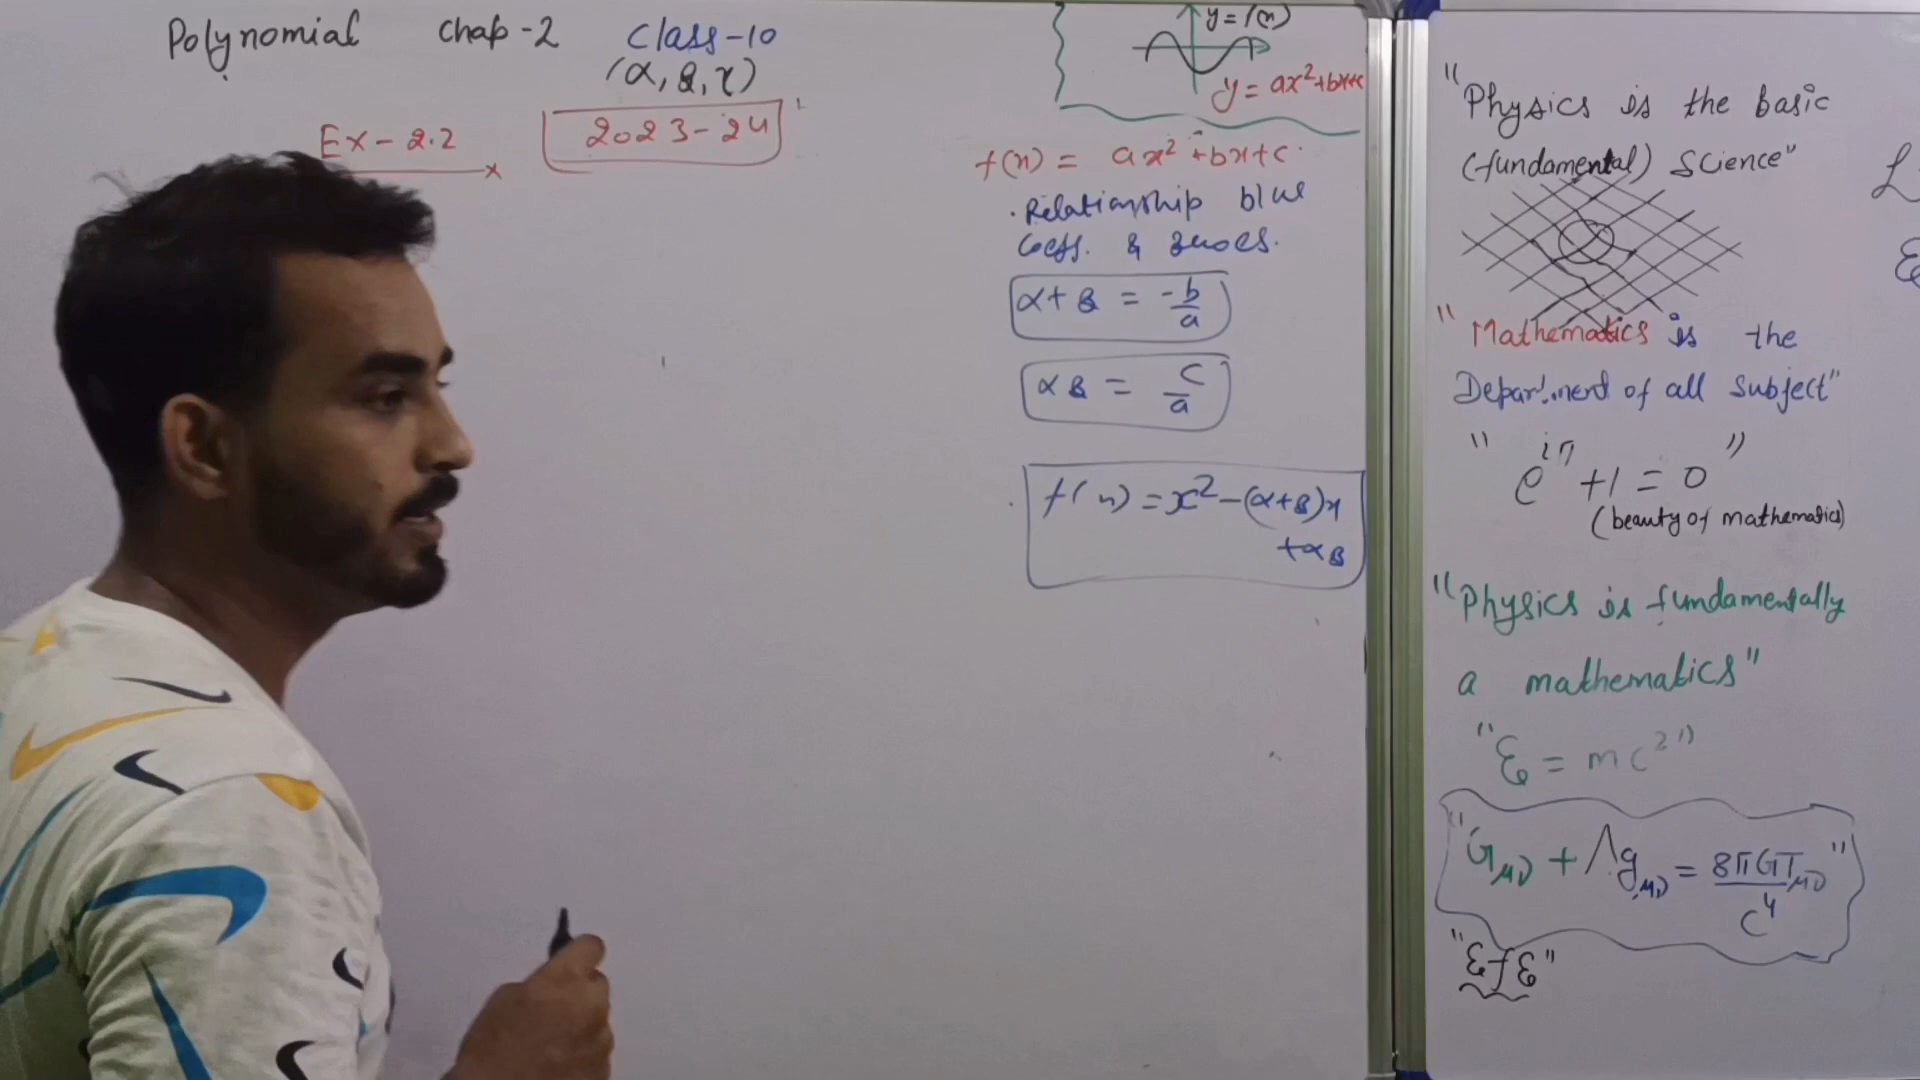 Polynomial Chap-2 Class-10
(α, β, γ)
Ex-2.2 2023-24
y = f(x)
y = ax²+bx+c
f(x) = ax²+bx+c
Relationship b/w
Coeff. & zeroes.
α+β = -b/a
αβ = c/a
f(x) = x²-(α+β)x
+αβ
"Physics is the basic
(fundamental) Science"
"Mathematics is the
Department of all subject"
"e^iπ +1 = 0"
(beauty of mathematics)
"Physics is fundamentally
a mathematics"
"E = mc²"
"Gμν + Λgμν = 8πGTμν/c⁴"
"EfE"